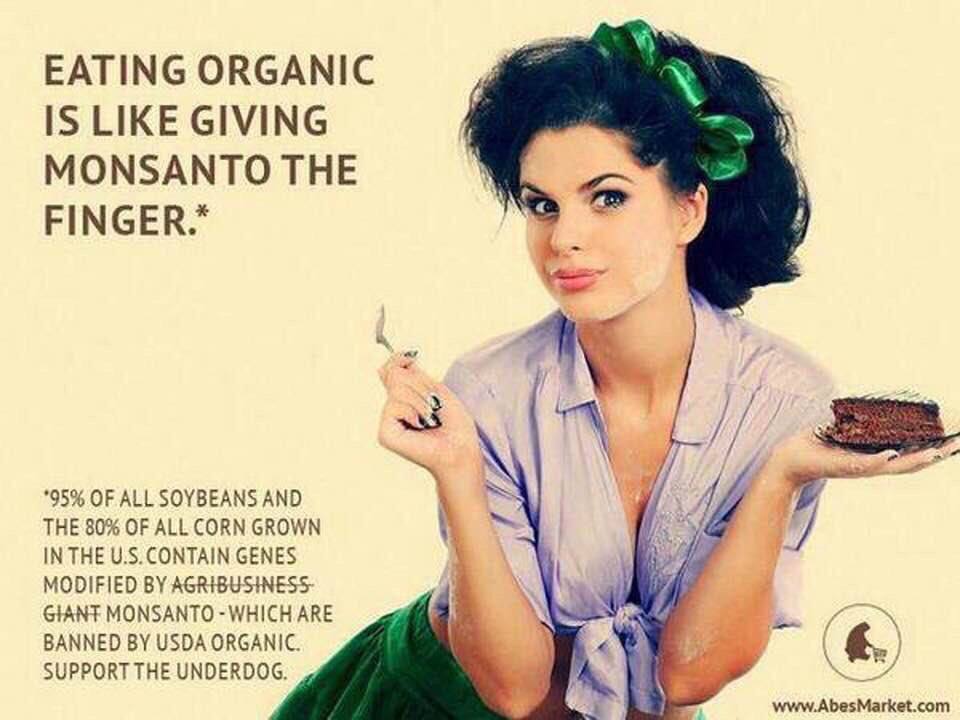 EATING ORGANIC
IS LIKE GIVING
MONSANTO THE
FINGER.*
*95% OF ALL SOYBEANS AND
THE 80% OF ALL CORN GROWN
IN THE U.S. CONTAIN GENES
MODIFIED BY AGRIBUSINESS
GIANT MONSANTO - WHICH ARE
BANNED BY USDA ORGANIC.
SUPPORT THE UNDERDOG.
www.AbesMarket.com